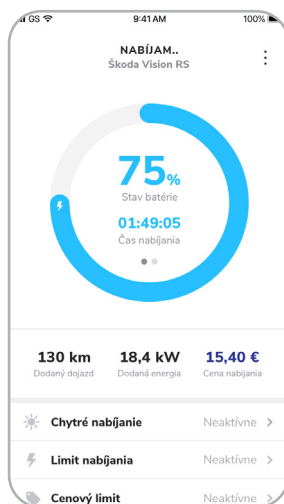 GS 9:41 AM 100%
NABÍJAM..
Škoda Vision RS
75%
Stav batérie
01:49:05
Čas nabíjania
130 km 18,4 kW 15,40 €
Dodaný dojazd Dodaná energia Cena nabíjania
Chytré nabíjanie Neaktívne
Limit nabíjania Neaktívne
Cenový limit Neaktívne